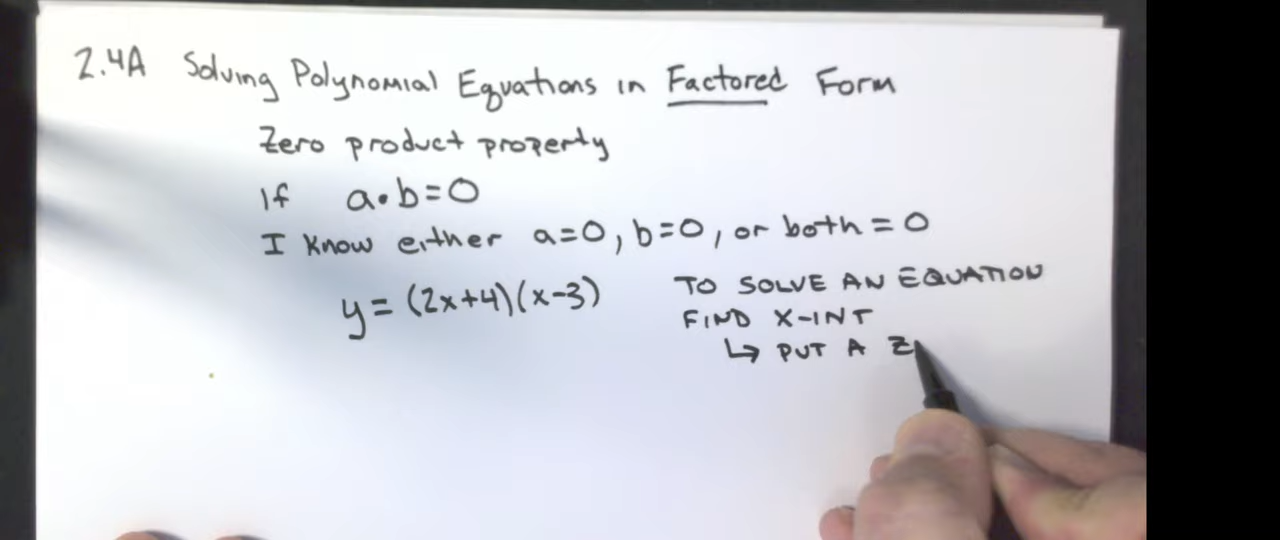 2.4A Solving Polynomial Equations in Factored Form
Zero product property
If a•b=0
I know either a=0, b=0, or both = 0
y = (2x+4)(x-3)
TO SOLVE AN EQUATION
FIND X-INT
↳ PUT A Z